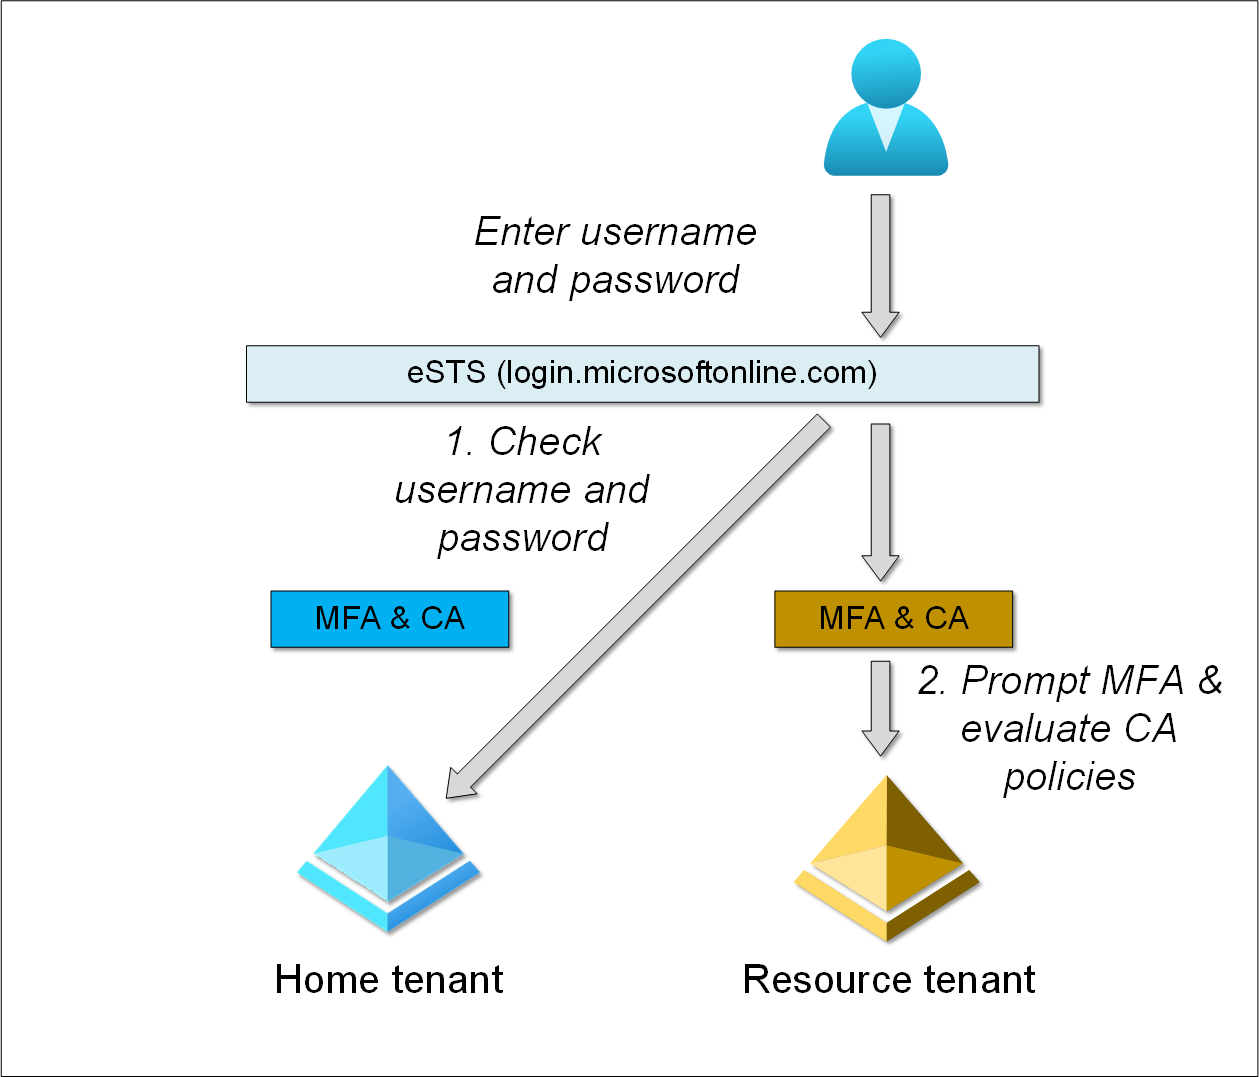 Enter username
and password
eSTS (login.microsoftonline.com)
1. Check
username and
password
MFA & CA
MFA & CA
2. Prompt MFA &
evaluate CA
policies
Home tenant
Resource tenant